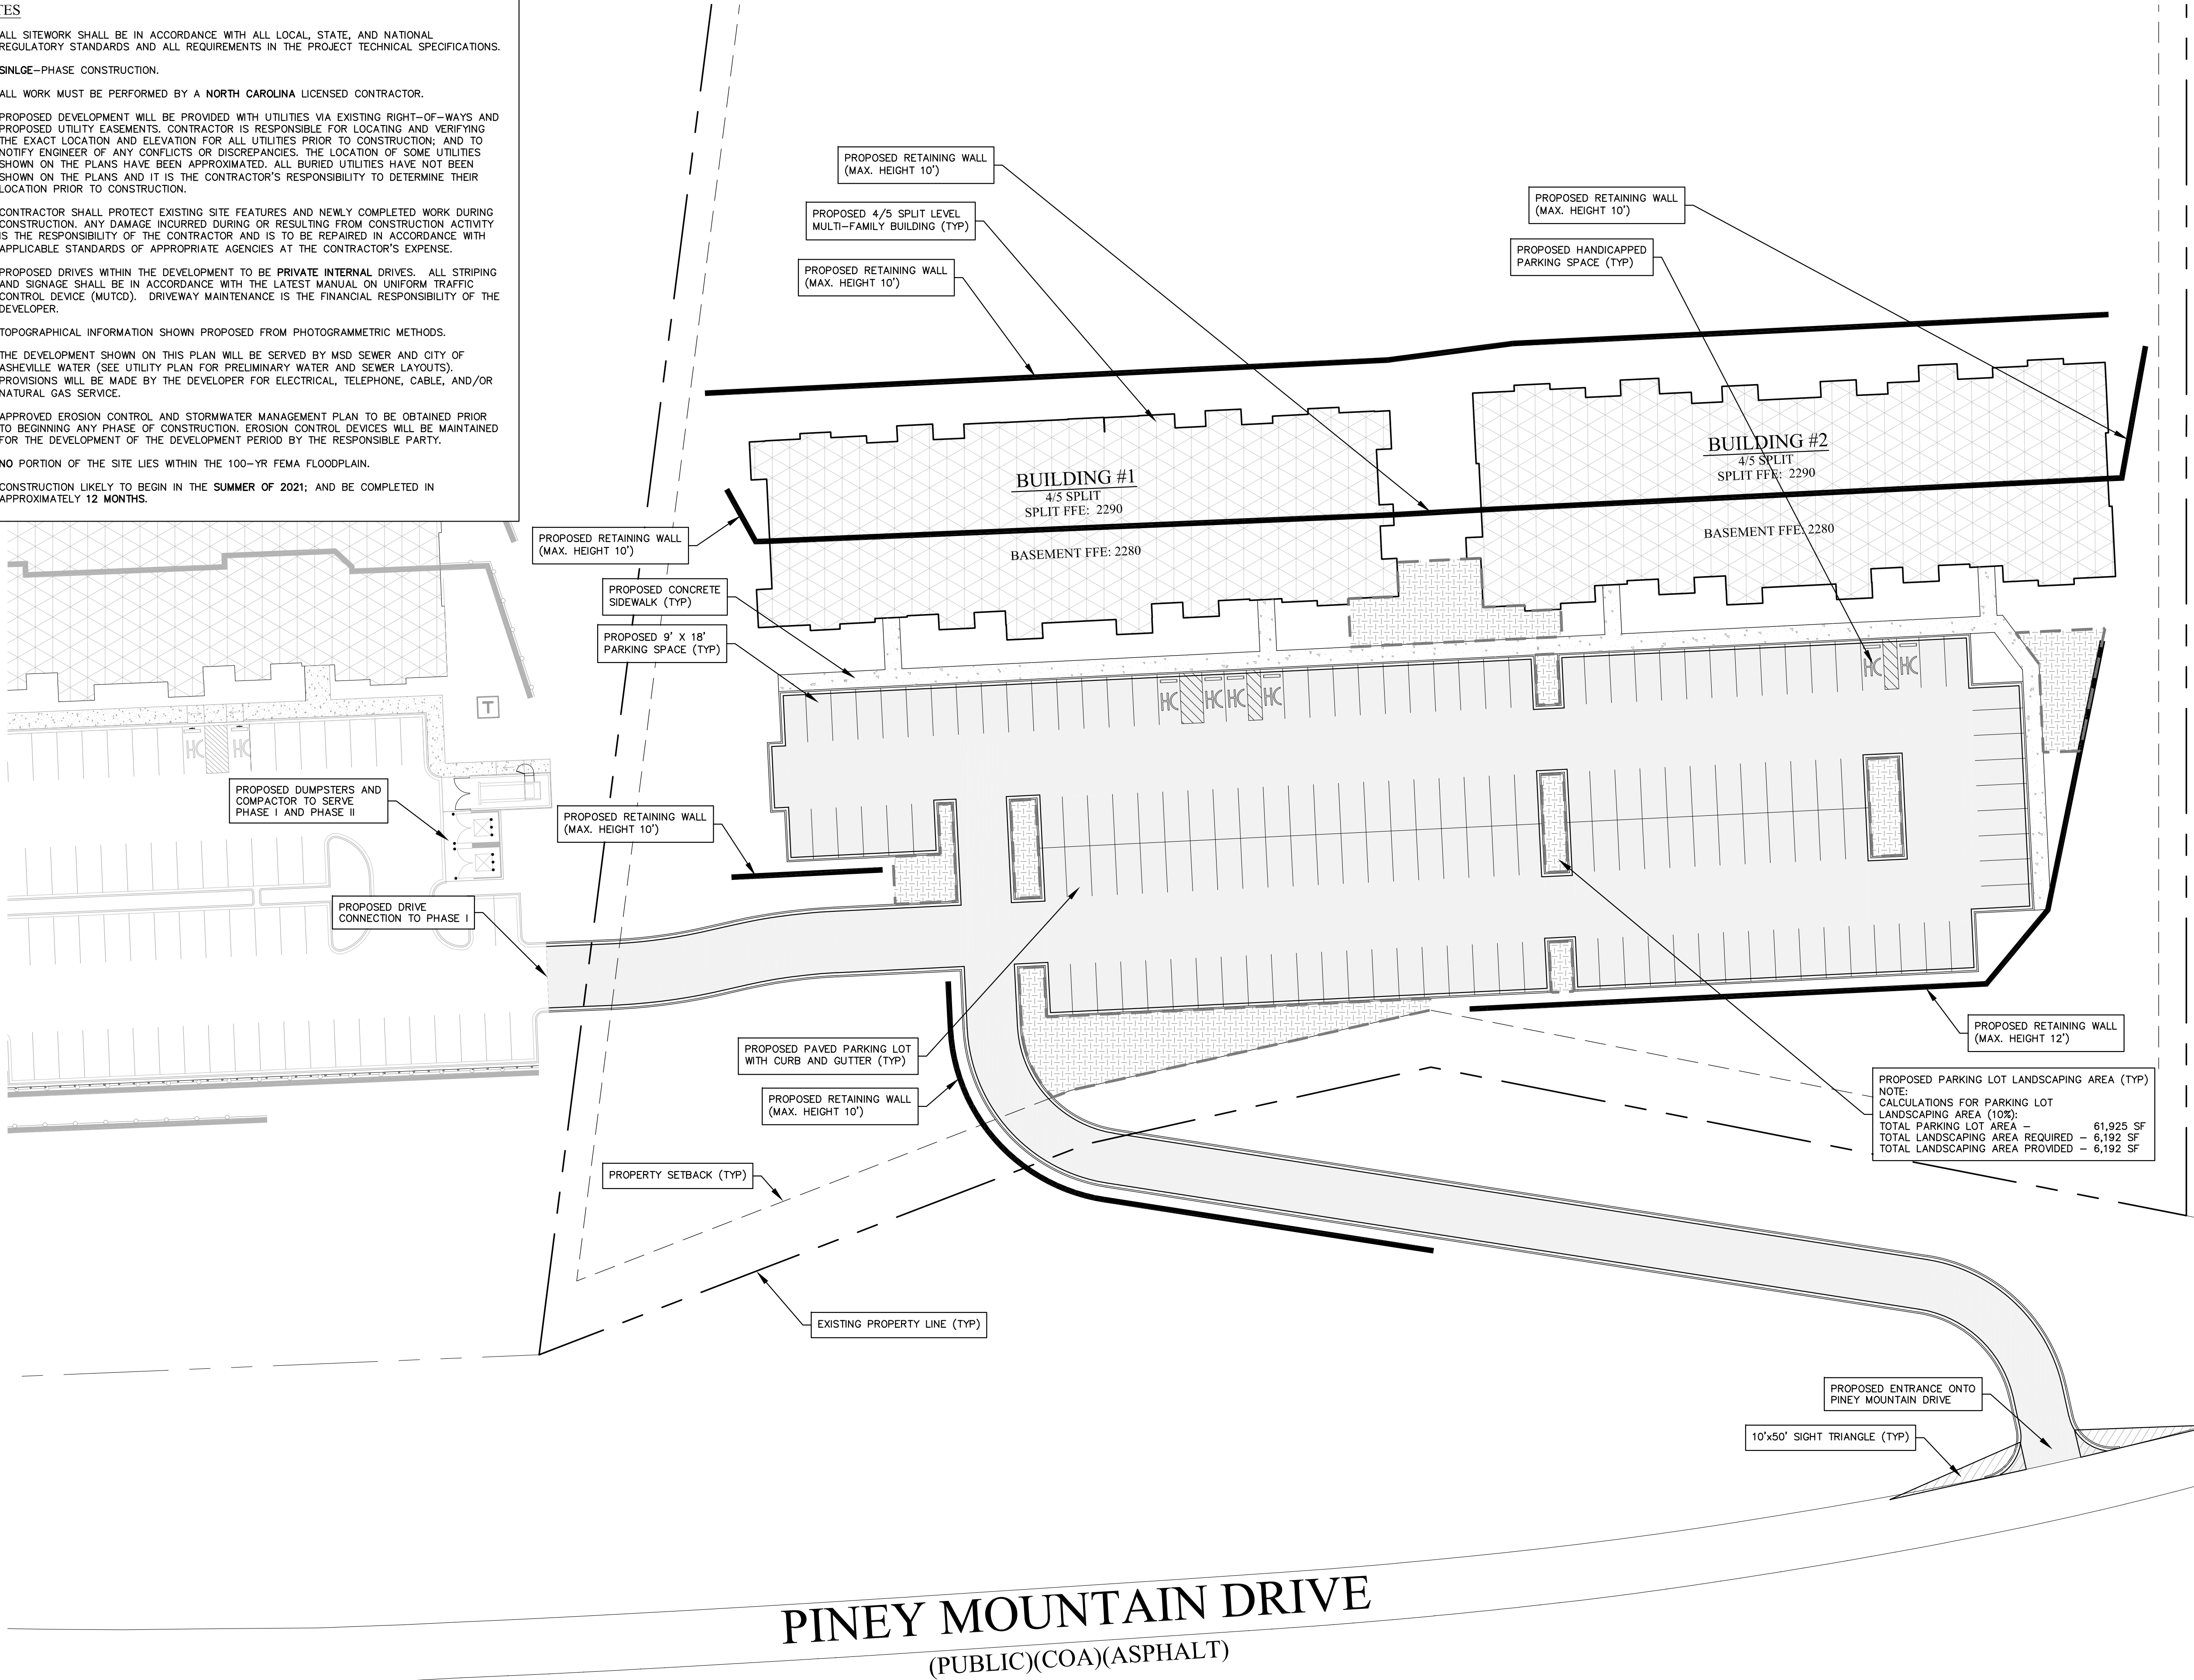 TES
ALL SITEWORK SHALL BE IN ACCORDANCE WITH ALL LOCAL, STATE, AND NATIONAL
REGULATORY STANDARDS AND ALL REQUIREMENTS IN THE PROJECT TECHNICAL SPECIFICATIONS.
SINLGE-PHASE CONSTRUCTION.
ALL WORK MUST BE PERFORMED BY A NORTH CAROLINA LICENSED CONTRACTOR.
PROPOSED DEVELOPMENT WILL BE PROVIDED WITH UTILITIES VIA EXISTING RIGHT-OF-WAYS AND
PROPOSED UTILITY EASEMENTS. CONTRACTOR IS RESPONSIBLE FOR LOCATING AND VERIFYING
THE EXACT LOCATION AND ELEVATION FOR ALL UTILITIES PRIOR TO CONSTRUCTION; AND TO
NOTIFY ENGINEER OF ANY CONFLICTS OR DISCREPANCIES. THE LOCATION OF SOME UTILITIES
SHOWN ON THE PLANS HAVE BEEN APPROXIMATED. ALL BURIED UTILITIES HAVE NOT BEEN
SHOWN ON THE PLANS AND IT IS THE CONTRACTOR'S RESPONSIBILITY TO DETERMINE THEIR
LOCATION PRIOR TO CONSTRUCTION.
CONTRACTOR SHALL PROTECT EXISTING SITE FEATURES AND NEWLY COMPLETED WORK DURING
CONSTRUCTION. ANY DAMAGE INCURRED DURING OR RESULTING FROM CONSTRUCTION ACTIVITY
IS THE RESPONSIBILITY OF THE CONTRACTOR AND IS TO BE REPAIRED IN ACCORDANCE WITH
APPLICABLE STANDARDS OF APPROPRIATE AGENCIES AT THE CONTRACTOR'S EXPENSE.
PROPOSED DRIVES WITHIN THE DEVELOPMENT TO BE PRIVATE INTERNAL DRIVES. ALL STRIPING
AND SIGNAGE SHALL BE IN ACCORDANCE WITH THE LATEST MANUAL ON UNIFORM TRAFFIC
CONTROL DEVICE (MUTCD). DRIVEWAY MAINTENANCE IS THE FINANCIAL RESPONSIBILITY OF THE
DEVELOPER.
TOPOGRAPHICAL INFORMATION SHOWN PROPOSED FROM PHOTOGRAMMETRIC METHODS.
THE DEVELOPMENT SHOWN ON THIS PLAN WILL BE SERVED BY MSD SEWER AND CITY OF
ASHEVILLE WATER (SEE UTILITY PLAN FOR PRELIMINARY WATER AND SEWER LAYOUTS).
PROVISIONS WILL BE MADE BY THE DEVELOPER FOR ELECTRICAL, TELEPHONE, CABLE, AND/OR
NATURAL GAS SERVICE.
APPROVED EROSION CONTROL AND STORMWATER MANAGEMENT PLAN TO BE OBTAINED PRIOR
TO BEGINNING ANY PHASE OF CONSTRUCTION. EROSION CONTROL DEVICES WILL BE MAINTAINED
FOR THE DEVELOPMENT OF THE DEVELOPMENT PERIOD BY THE RESPONSIBLE PARTY.
NO PORTION OF THE SITE LIES WITHIN THE 100-YR FEMA FLOODPLAIN.
CONSTRUCTION LIKELY TO BEGIN IN THE SUMMER OF 2021; AND BE COMPLETED IN
APPROXIMATELY 12 MONTHS.
PROPOSED RETAINING WALL
(MAX. HEIGHT 10')
PROPOSED 4/5 SPLIT LEVEL
MULTI-FAMILY BUILDING (TYP)
PROPOSED RETAINING WALL
(MAX. HEIGHT 10')
PROPOSED RETAINING WALL
(MAX. HEIGHT 10')
PROPOSED HANDICAPPED
PARKING SPACE (TYP)
BUILDING #1
4/5 SPLIT
SPLIT FFE: 2290
BASEMENT FFE: 2280
BUILDING #2
4/5 SPLIT
SPLIT FFE: 2290
BASEMENT FFE: 2280
PROPOSED RETAINING WALL
(MAX. HEIGHT 10')
PROPOSED CONCRETE
SIDEWALK (TYP)
PROPOSED 9' X 18'
PARKING SPACE (TYP)
HC
HC
HC
HC
HC
HC
T
HC
HC
PROPOSED DUMPSTERS AND
COMPACTOR TO SERVE
PHASE I AND PHASE II
PROPOSED RETAINING WALL
(MAX. HEIGHT 10')
PROPOSED DRIVE
CONNECTION TO PHASE I
PROPOSED PAVED PARKING LOT
WITH CURB AND GUTTER (TYP)
PROPOSED RETAINING WALL
(MAX. HEIGHT 10')
PROPOSED RETAINING WALL
(MAX. HEIGHT 12')
PROPOSED PARKING LOT LANDSCAPING AREA (TYP)
NOTE:
CALCULATIONS FOR PARKING LOT
LANDSCAPING AREA (10%):
TOTAL PARKING LOT AREA - 61,925 SF
TOTAL LANDSCAPING AREA REQUIRED - 6,192 SF
TOTAL LANDSCAPING AREA PROVIDED - 6,192 SF
PROPERTY SETBACK (TYP)
EXISTING PROPERTY LINE (TYP)
PROPOSED ENTRANCE ONTO
PINEY MOUNTAIN DRIVE
10'x50' SIGHT TRIANGLE (TYP)
PINEY MOUNTAIN DRIVE
(PUBLIC)(COA)(ASPHALT)